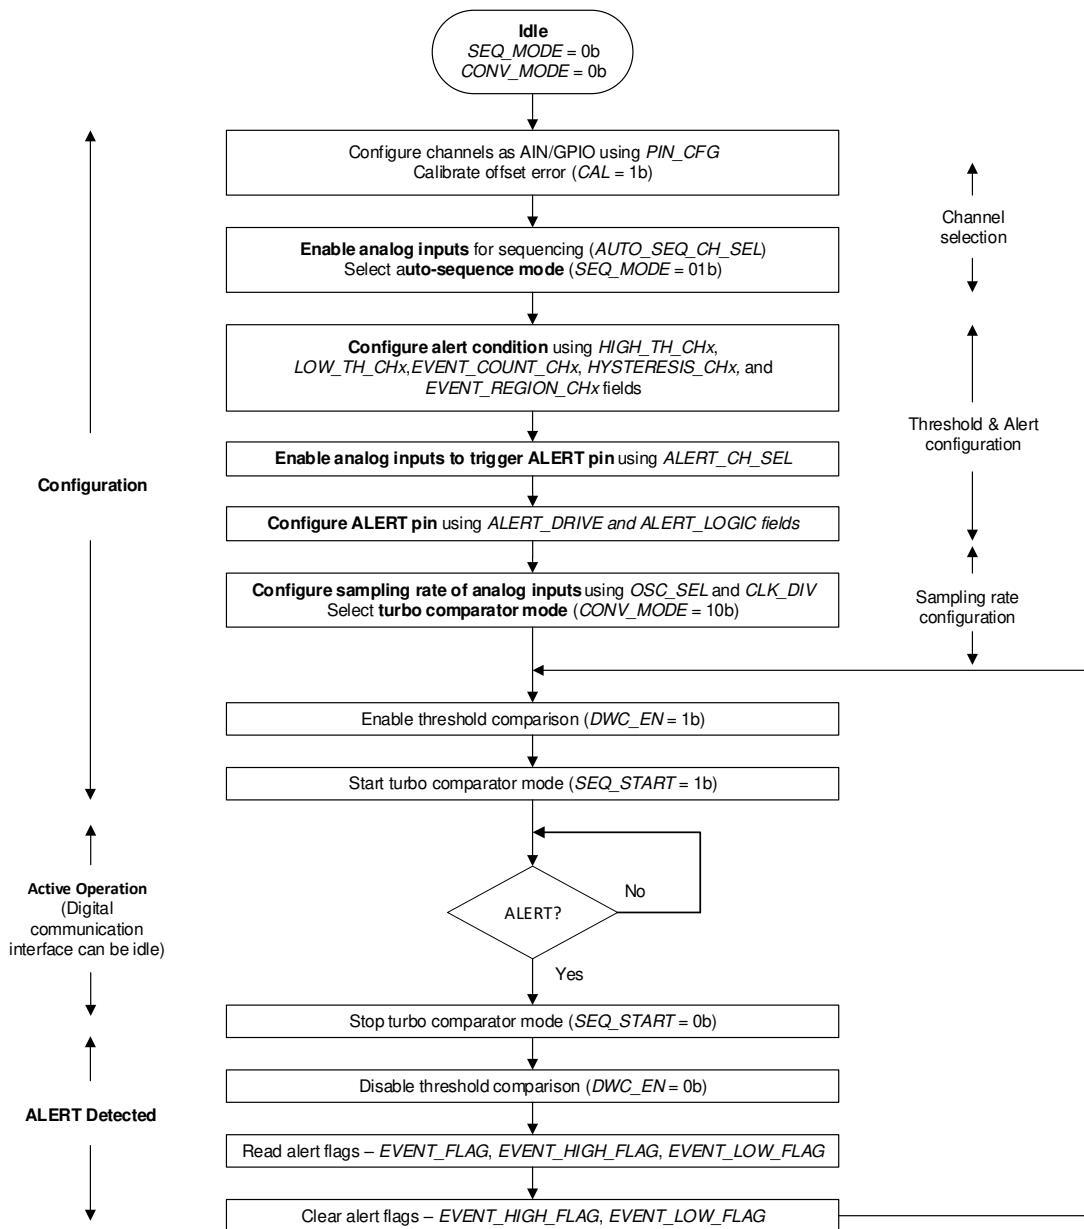 Idle
SEQ_MODE = 0b
CONV_MODE = 0b
Configure channels as AIN/GPIO using PIN_CFG
Calibrate offset error (CAL = 1b)
Channel
selection
Enable analog inputs for sequencing (AUTO_SEQ_CH_SEL)
Select auto-sequence mode (SEQ_MODE = 01b)
Configure alert condition using HIGH_TH_CHx,
LOW_TH_CHx,EVENT_COUNT_CHx, HYSTERESIS_CHx, and
EVENT_REGION_CHx fields
Threshold & Alert
configuration
Enable analog inputs to trigger ALERT pin using ALERT_CH_SEL
Configuration
Configure ALERT pin using ALERT_DRIVE and ALERT_LOGIC fields
Configure sampling rate of analog inputs using OSC_SEL and CLK_DIV
Select turbo comparator mode (CONV_MODE = 10b)
Sampling rate
configuration
Enable threshold comparison (DWC_EN = 1b)
Start turbo comparator mode (SEQ_START = 1b)
Active Operation
(Digital
communication
interface can be idle)
ALERT?
No
Yes
Stop turbo comparator mode (SEQ_START = 0b)
Disable threshold comparison (DWC_EN = 0b)
ALERT Detected
Read alert flags – EVENT_FLAG, EVENT_HIGH_FLAG, EVENT_LOW_FLAG
Clear alert flags – EVENT_HIGH_FLAG, EVENT_LOW_FLAG